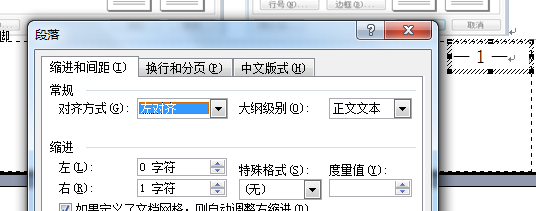 行号(N)... 边框(B)... 取消
段落
— 1 —
缩进和间距(I) 换行和分页(P) 中文版式(H)
常规
对齐方式(G): 左对齐 大纲级别(O): 正文文本
缩进
左(L): 0 字符 特殊格式(S): 度量值(Y):
右(R): 1 字符 (无)
如果定义了文档网格，则自动调整右缩进(D)